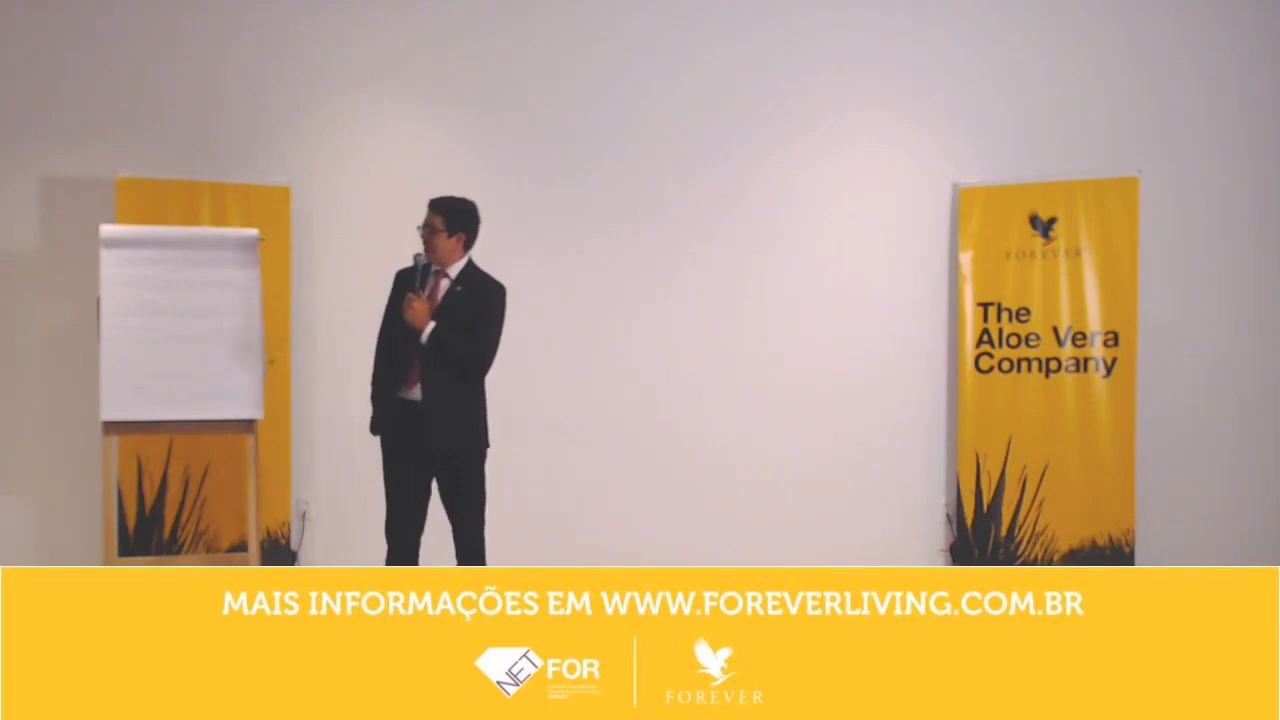 FOREVER
The
Aloe Vera
Company
MAIS INFORMAÇÕES EM WWW.FOREVERLIVING.COM.BR
NET
FOR
FOREVER